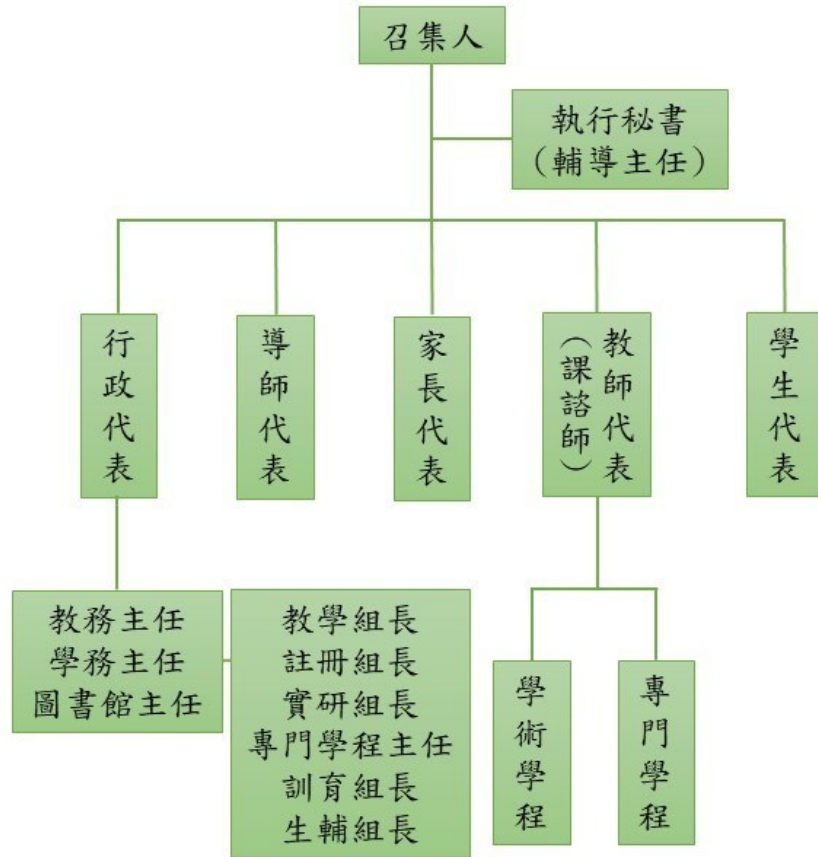 召集人
執行秘書
（輔導主任）
行政代表
導師代表
家長代表
教師代表
（課諮師）
學生代表
教務主任
學務主任
圖書館主任
教學組長
註冊組長
實研組長
專門學程主任
訓育組長
生輔組長
學術學程
專門學程